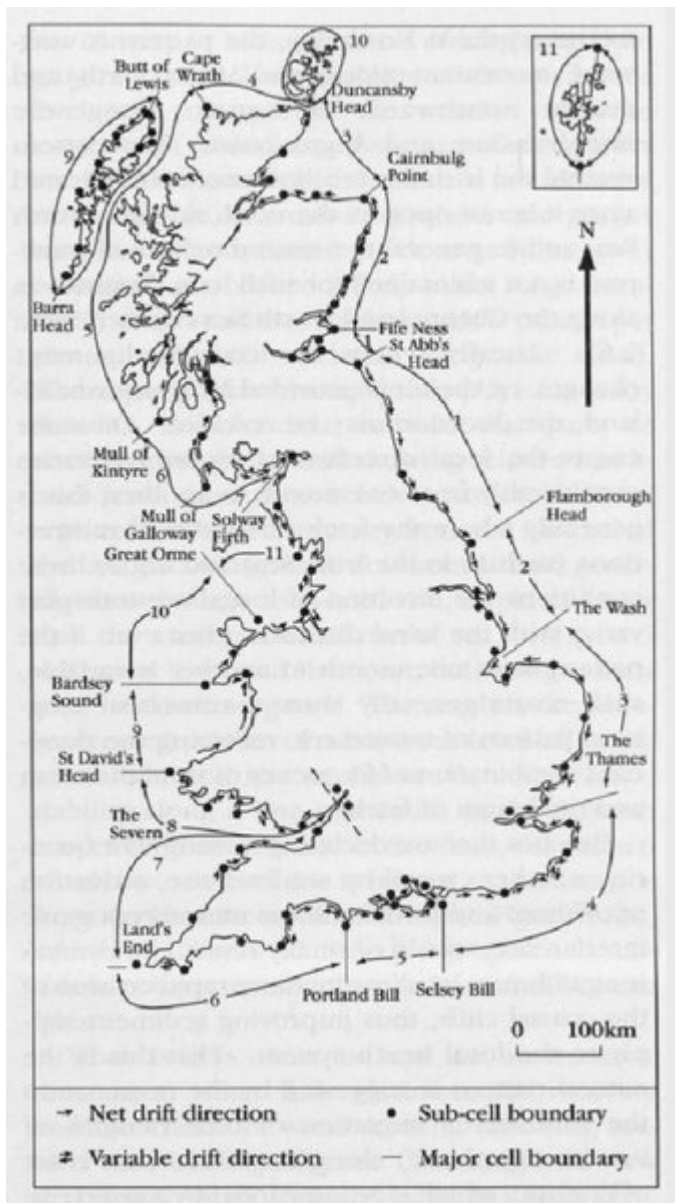 10
11
Cape
Wrath
4
Butt of
Lewis
Duncansby
Head
3
Cairnbulg
Point
9
2
N
Barra
Head
5
Fife Ness
St Abb's
Head
1
Mull of
Kintyre
6
Mull of
Galloway
7
Solway
Firth
Flamborough
Head
Great Orme
11
2
10
The Wash
Bardsey
Sound
3
9
The
Thames
St David's
Head
The
Severn
8
7
4
Land's
End
5
6
Portland Bill
Selsey Bill
0 100km
Net drift direction
Sub-cell boundary
Variable drift direction
Major cell boundary